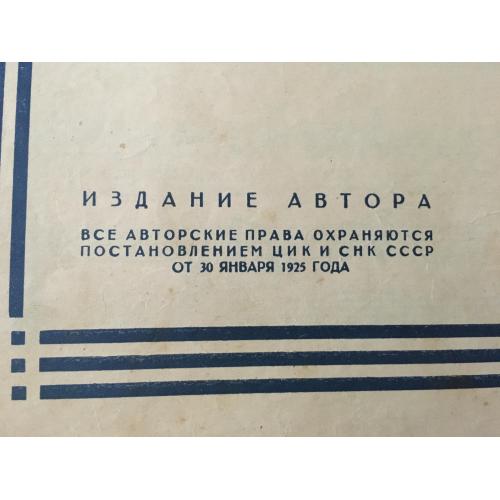 ИЗДАНИЕ АВТОРА
ВСЕ АВТОРСКИЕ ПРАВА ОХРАНЯЮТСЯ
ПОСТАНОВЛЕНИЕМ ЦИК И СНК СССР
ОТ 30 ЯНВАРЯ 1925 ГОДА